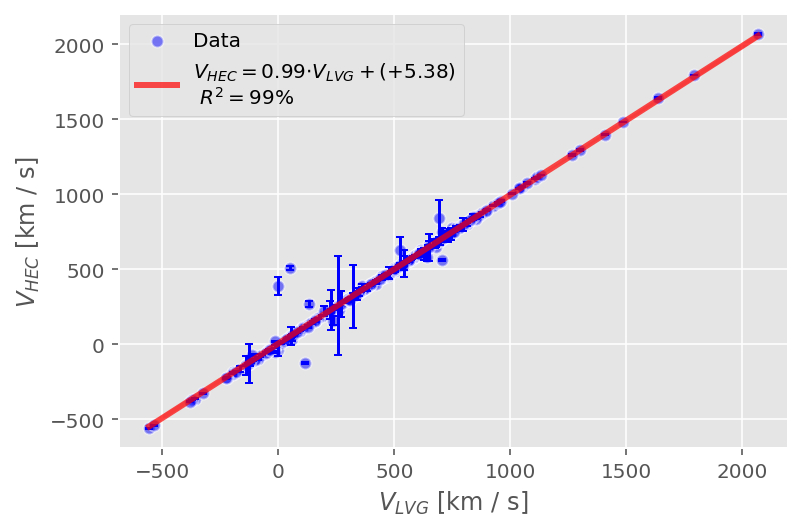 Data
V_HEC = 0.99·V_LVG + (+5.38)
R² = 99%
2000
1500
1000
500
0
−500
V_HEC [km / s]
−500 0 500 1000 1500 2000
V_LVG [km / s]